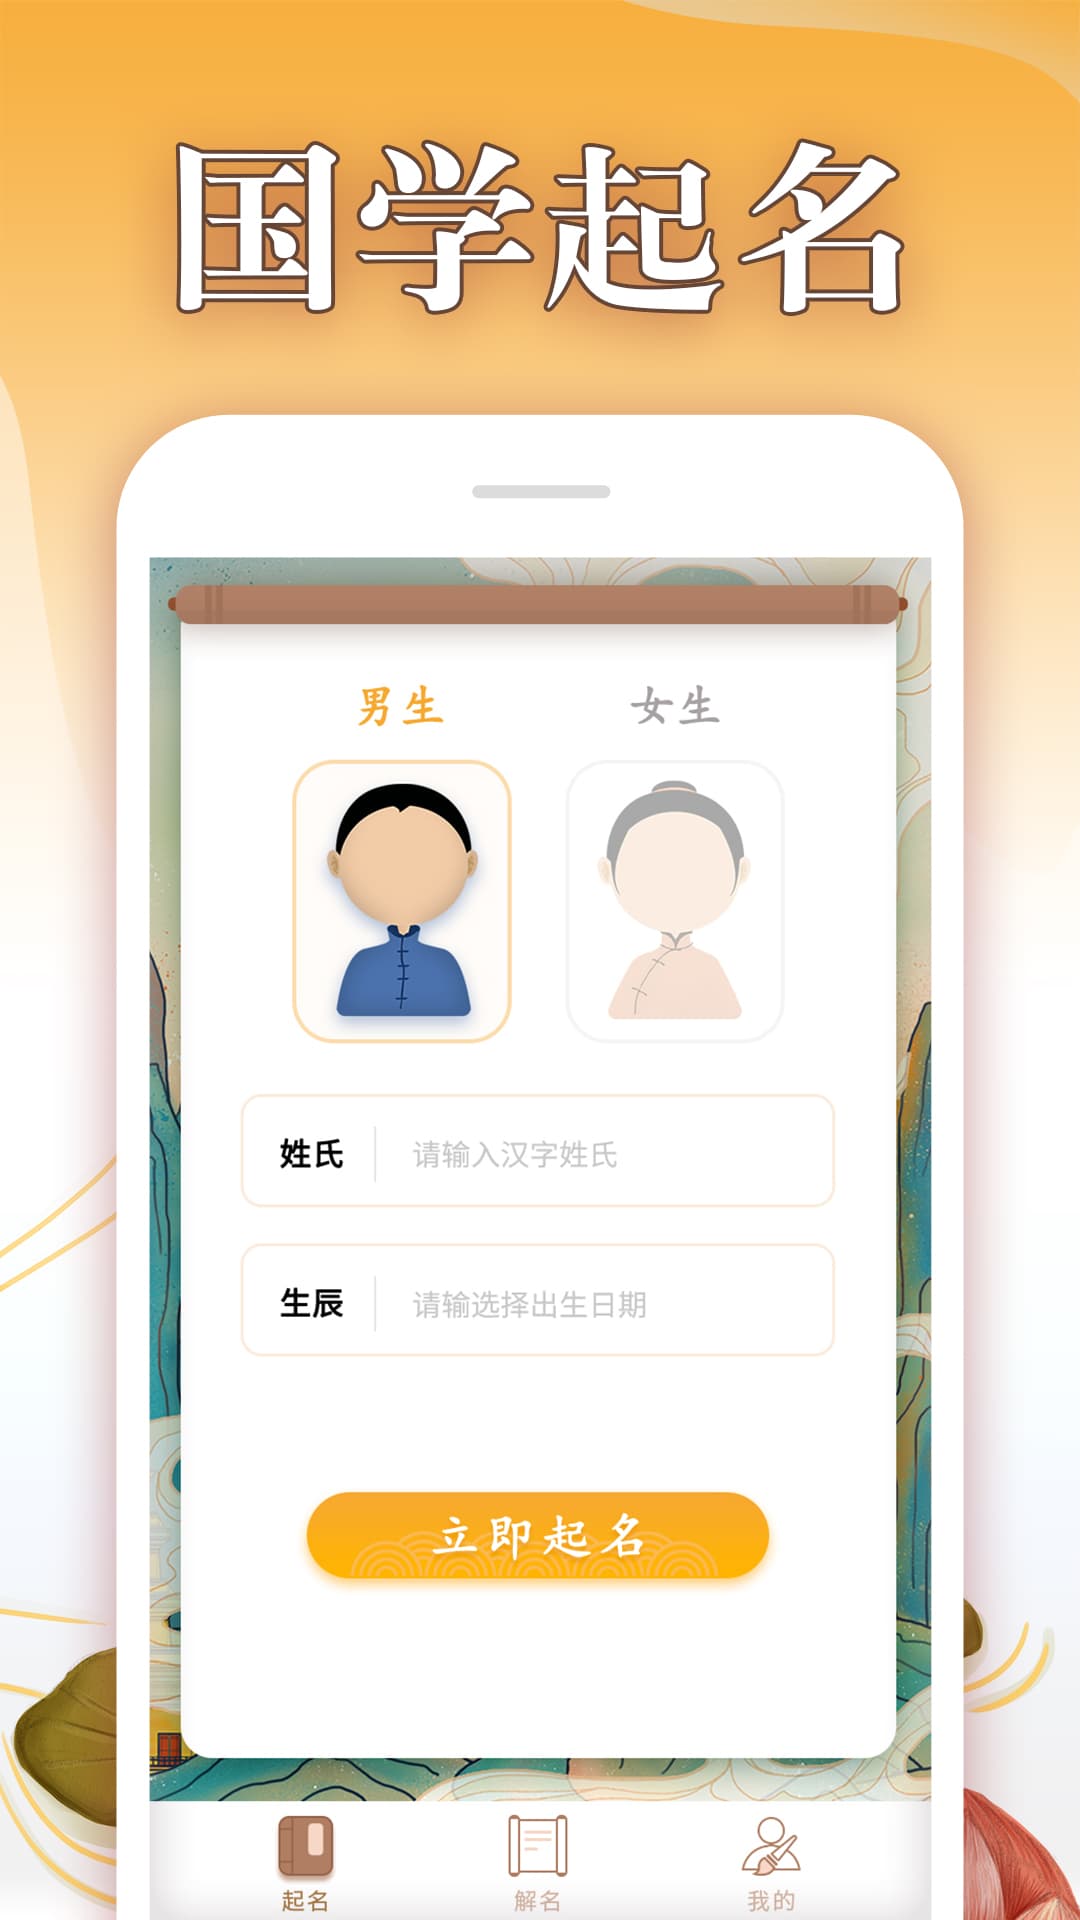 国学起名
男生 女生
姓氏 请输入汉字姓氏
生辰 请输选择出生日期
立即起名
起名 解名 我的